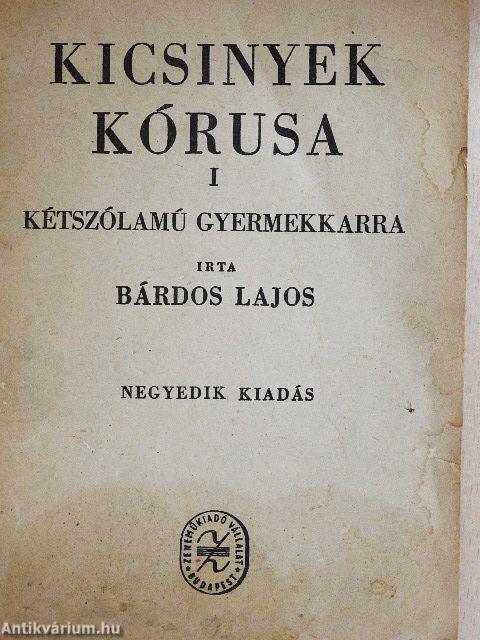 KICSINYEK
KÓRUSA
I
KÉTSZÓLAMÚ GYERMEKKARRA
IRTA
BÁRDOS LAJOS
NEGYEDIK KIADÁS
ZENEMŰKIADÓ VÁLLALAT
Z
BUDAPEST
Antikvárium.hu